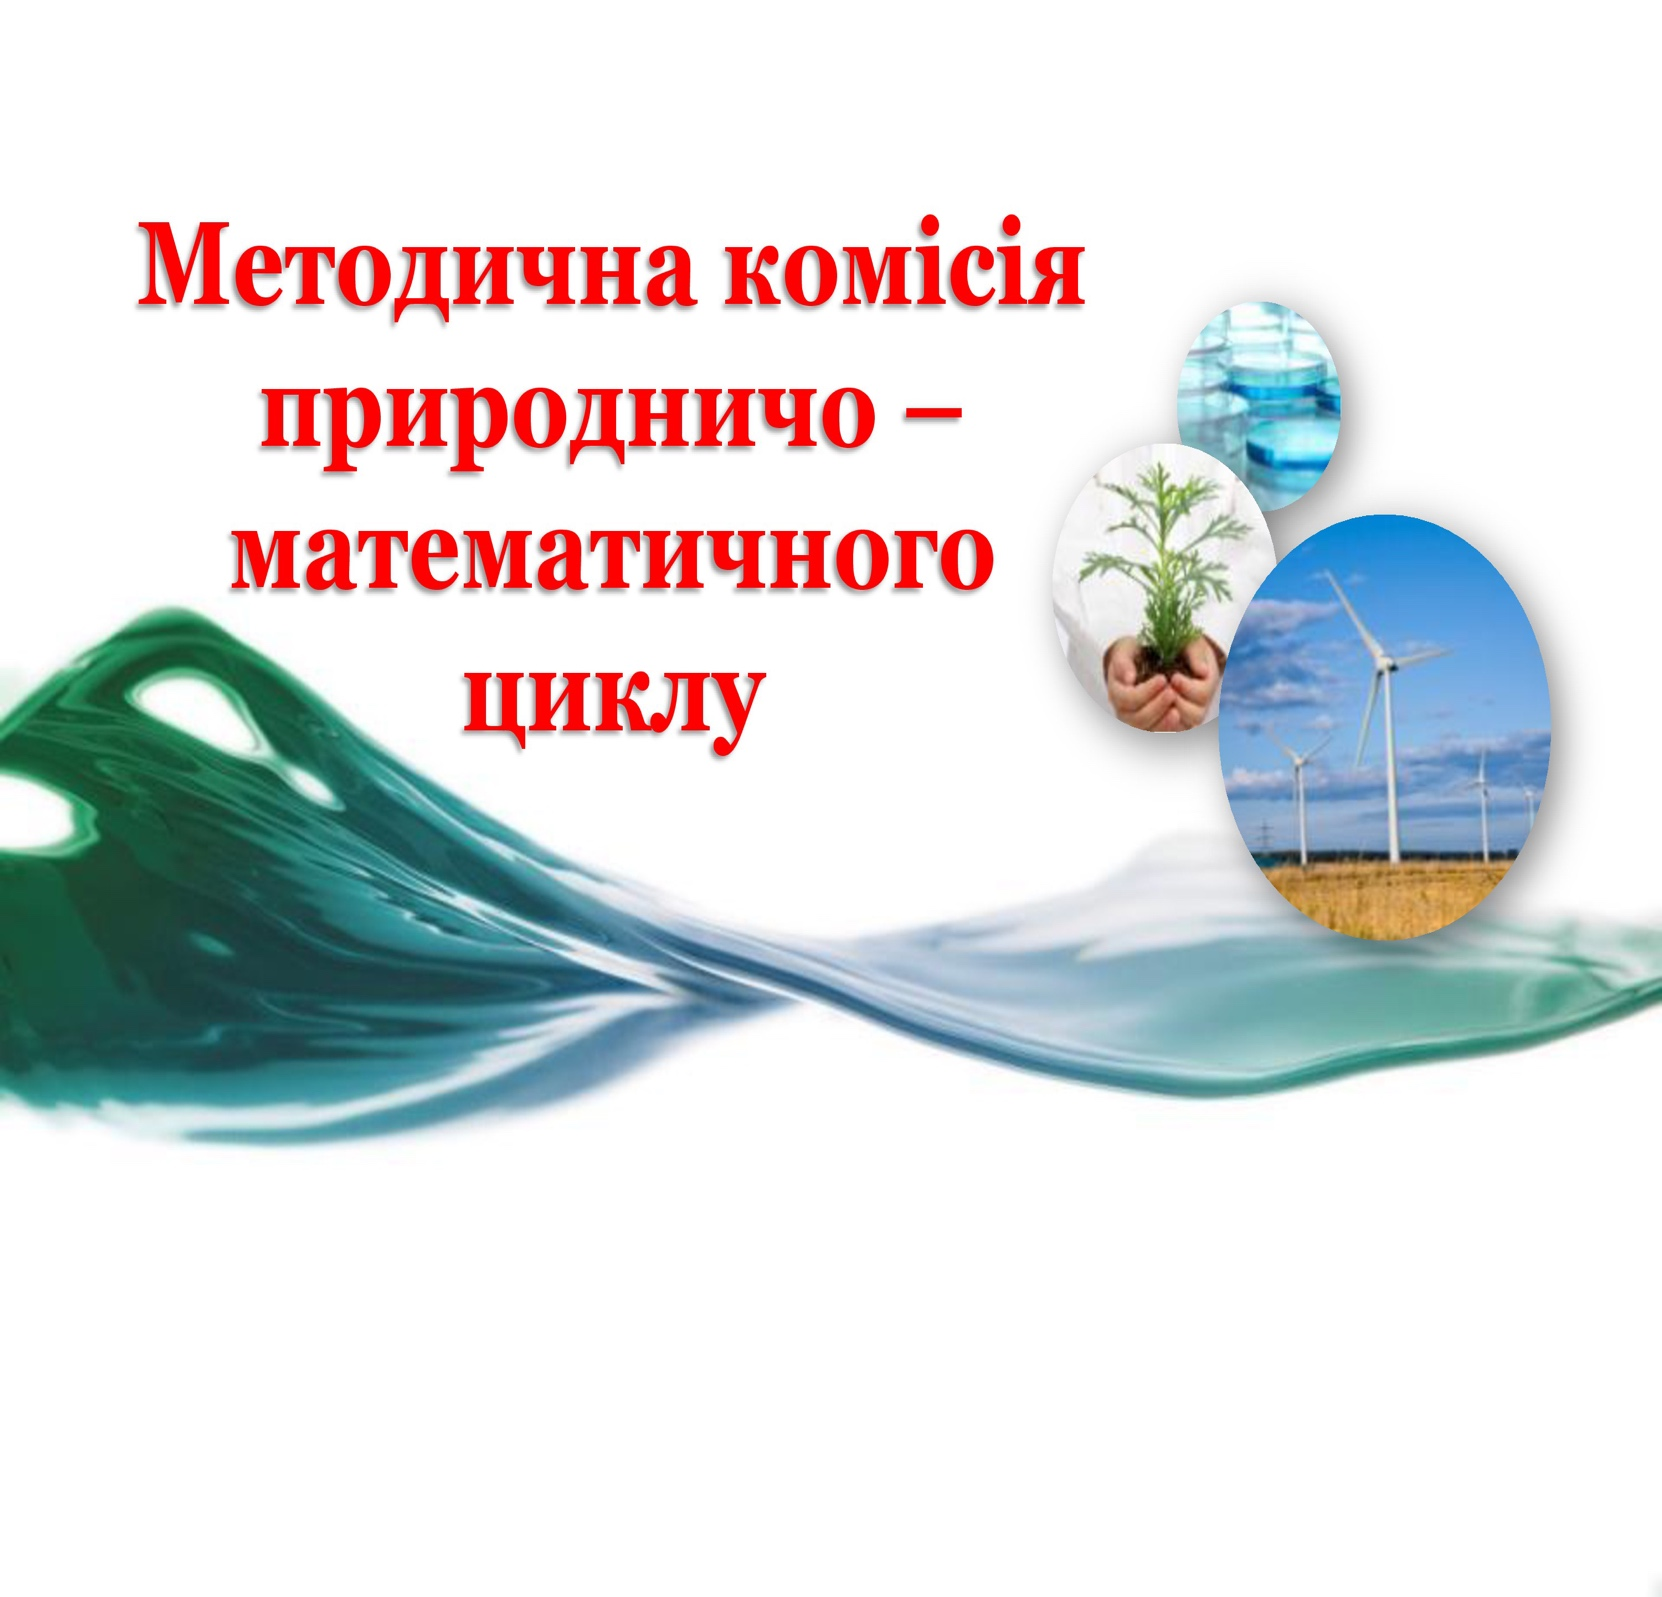 Методична комісія
природничо –
математичного
циклу